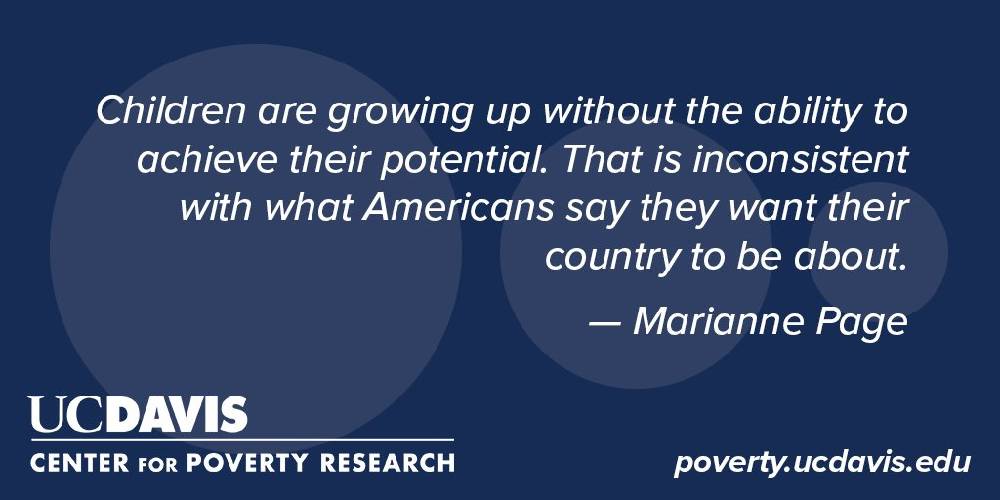 Children are growing up without the ability to
achieve their potential. That is inconsistent
with what Americans say they want their
country to be about.
— Marianne Page
UCDAVIS
CENTER FOR POVERTY RESEARCH
poverty.ucdavis.edu